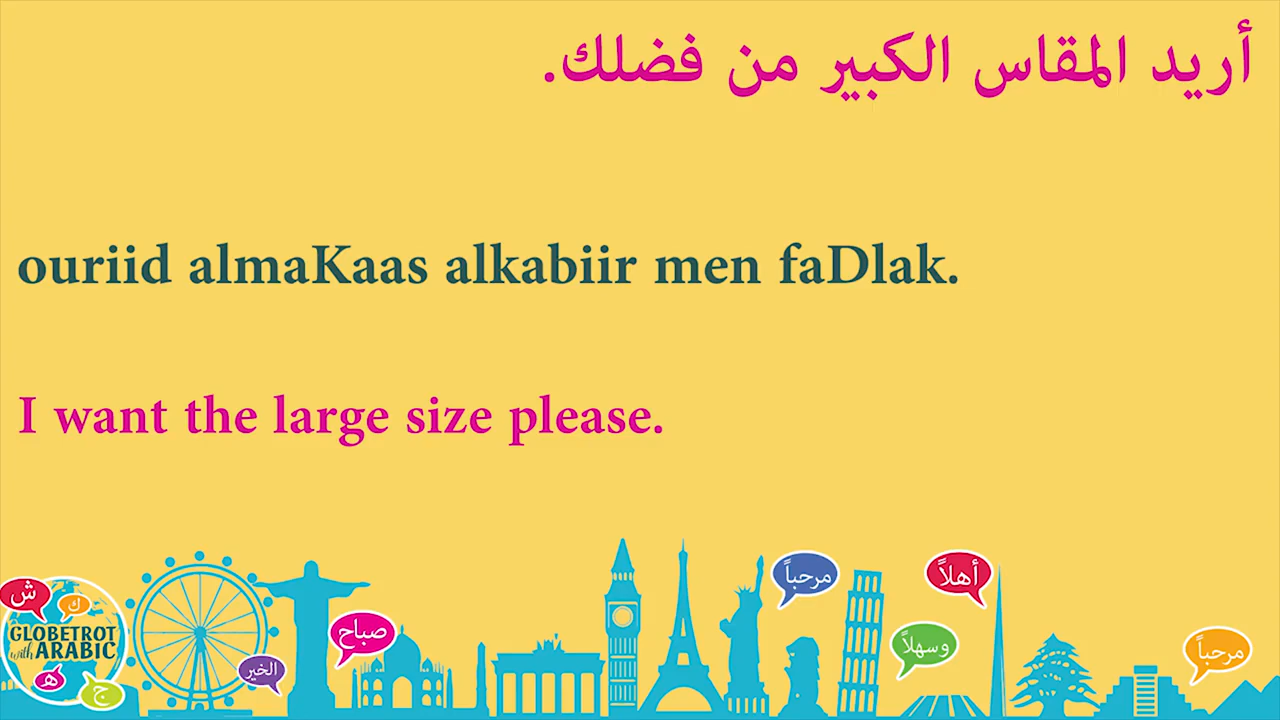 أريد المقاس الكبير من فضلك.
ouriid almaKaas alkabiir men faDlak.
I want the large size please.
مرحباً
أهلاً
ش
ك
صباح
GLOBETROT
with ARABIC
وسهلاً
مرحباً
الخير
ه
ج